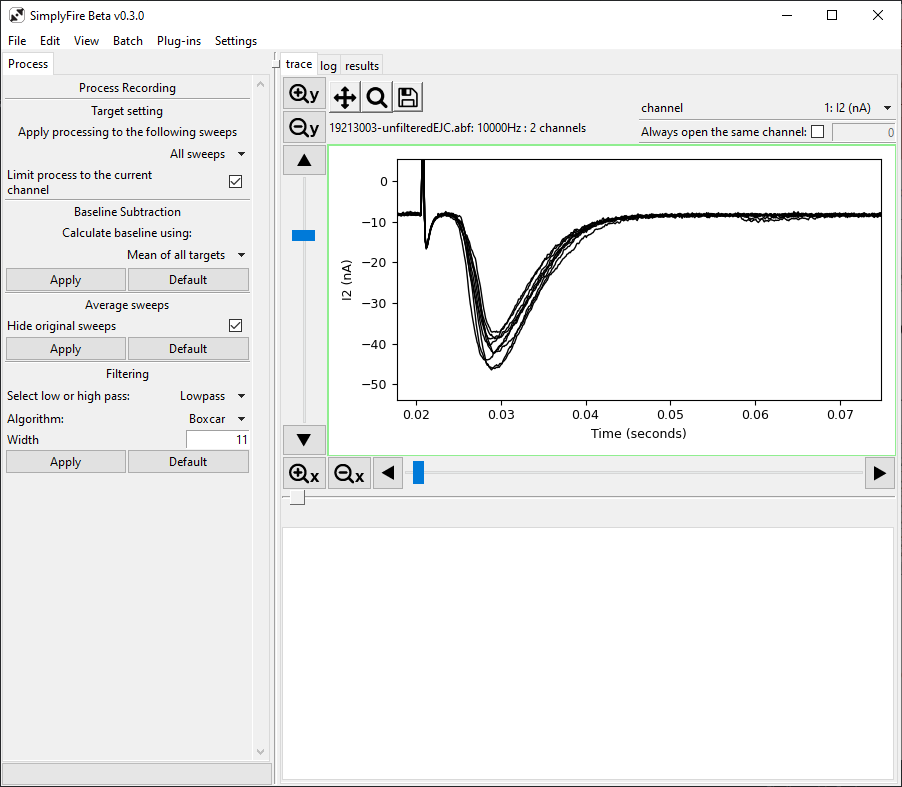 SimplyFire Beta v0.3.0
File Edit View Batch Plug-ins Settings
Process
Process Recording
Target setting
Apply processing to the following sweeps
All sweeps
Limit process to the current
channel
Baseline Subtraction
Calculate baseline using:
Mean of all targets
Apply Default
Average sweeps
Hide original sweeps
Apply Default
Filtering
Select low or high pass: Lowpass
Algorithm: Boxcar
Width 11
Apply Default
trace log results
y
y
19213003-unfilteredEJC.abf: 10000Hz : 2 channels
channel 1: I2 (nA)
Always open the same channel: 0
I2 (nA)
0
−10
−20
−30
−40
−50
0.02 0.03 0.04 0.05 0.06 0.07
Time (seconds)
x x